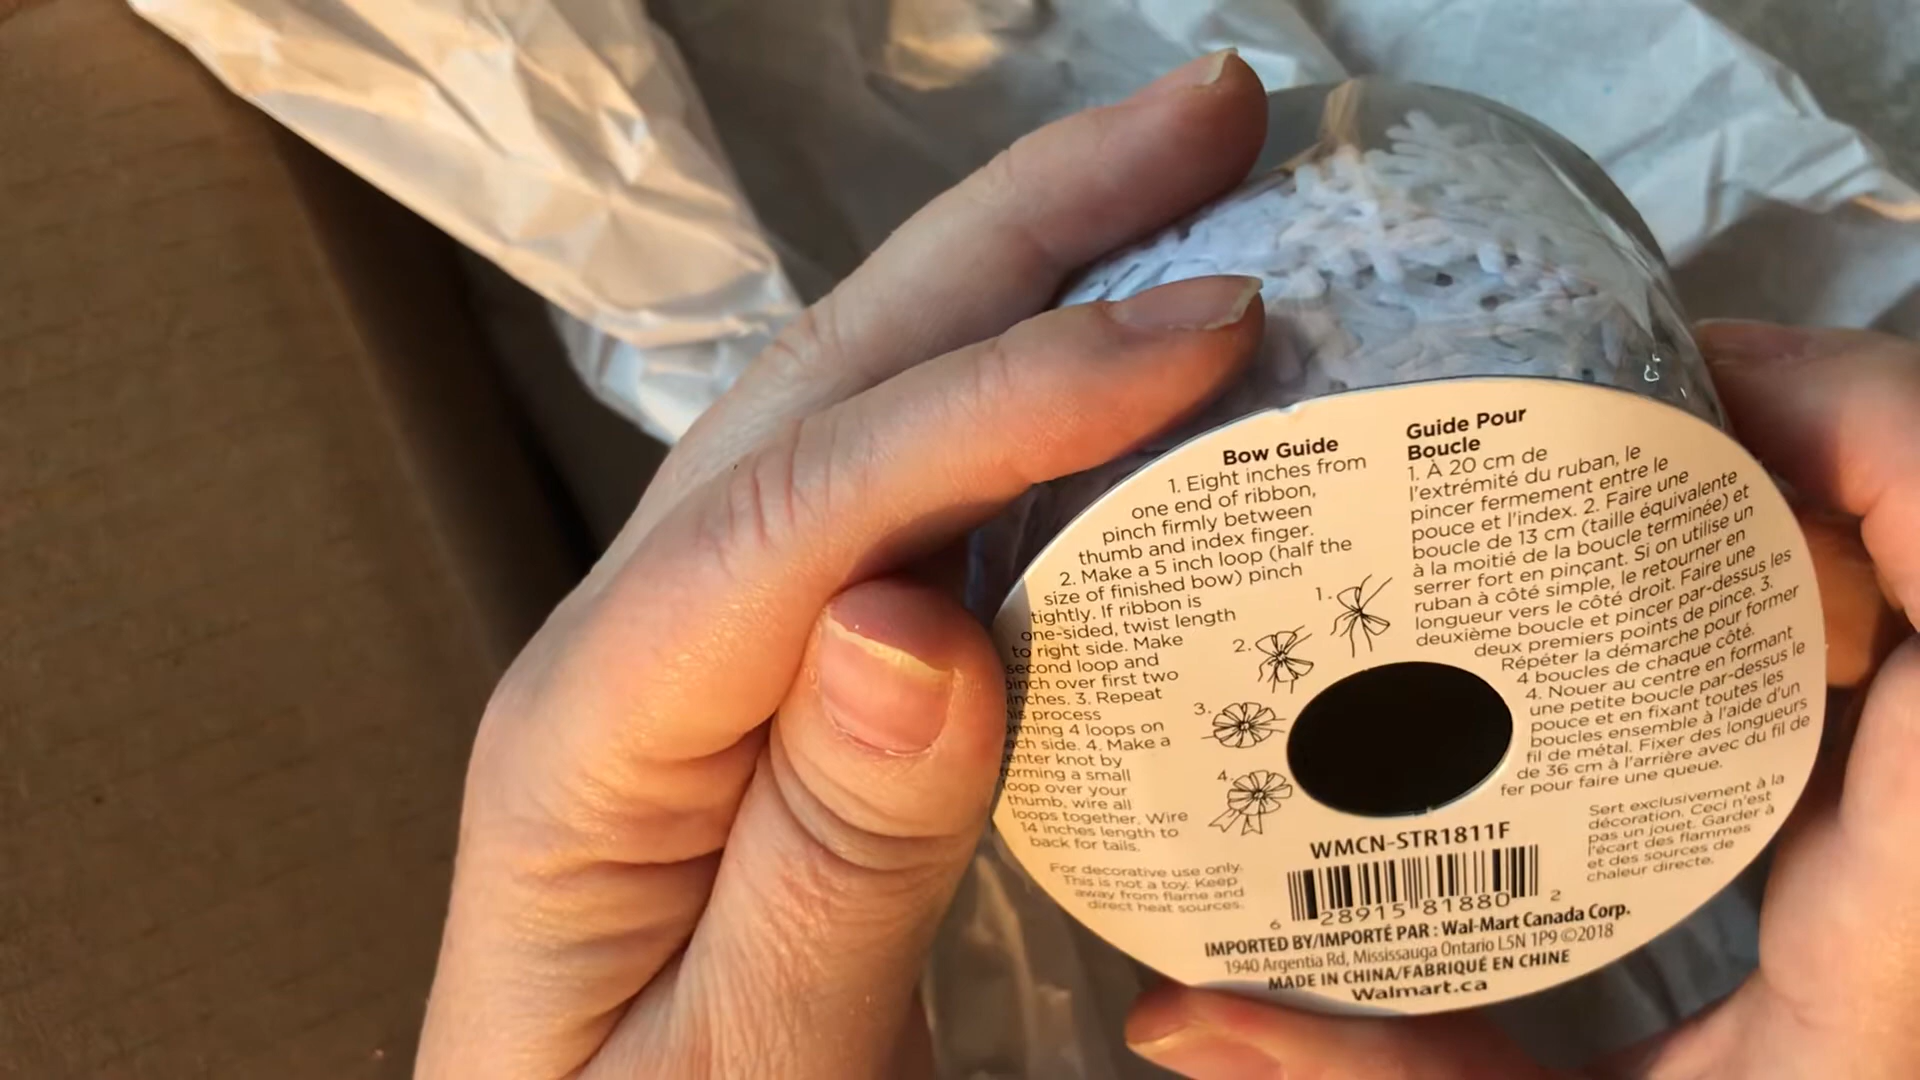 Bow Guide
1. Eight inches from
one end of ribbon,
pinch firmly between
thumb and index finger.
2. Make a 5 inch loop (half the
size of finished bow) pinch
tightly. If ribbon is
one-sided, twist length
to right side. Make
second loop and
pinch over first two
inches. 3. Repeat
process
4 loops on
side. 4. Make a
knot by
forming a small
loop over your
thumb, wire all
loops together. Wire
14 inches length to
back for tails.
For decorative use only.
This is not a toy. Keep
away from flame and
direct heat sources.
1.
2.
3.
4.
Guide Pour
Boucle
1. À 20 cm de
l'extrémité du ruban, le
pincer fermement entre le
pouce et l'index. 2. Faire une
boucle de 13 cm (taille équivalente
à la moitié de la boucle terminée) et
serrer fort en pinçant. Si on utilise un
ruban à côté simple, le retourner en
longueur vers le côté droit. Faire une
deuxième boucle et pincer par-dessus les
deux premiers points de pince. 3.
Répéter la démarche pour former
4 boucles de chaque côté.
4. Nouer au centre en formant
une petite boucle par-dessus le
pouce et en fixant toutes les
boucles ensemble à l'aide d'un
fil de métal. Fixer des longueurs
de 36 cm à l'arrière avec du fil de
fer pour faire une queue.
Sert exclusivement à la
décoration. Ceci n'est
pas un jouet. Garder à
l'écart des flammes
et des sources de
chaleur directe.
WMCN-STR1811F
6 28915 81880 2
IMPORTED BY/IMPORTÉ PAR : Wal-Mart Canada Corp.
1940 Argentia Rd, Mississauga Ontario L5N 1P9 ©2018
MADE IN CHINA/FABRIQUÉ EN CHINE
Walmart.ca